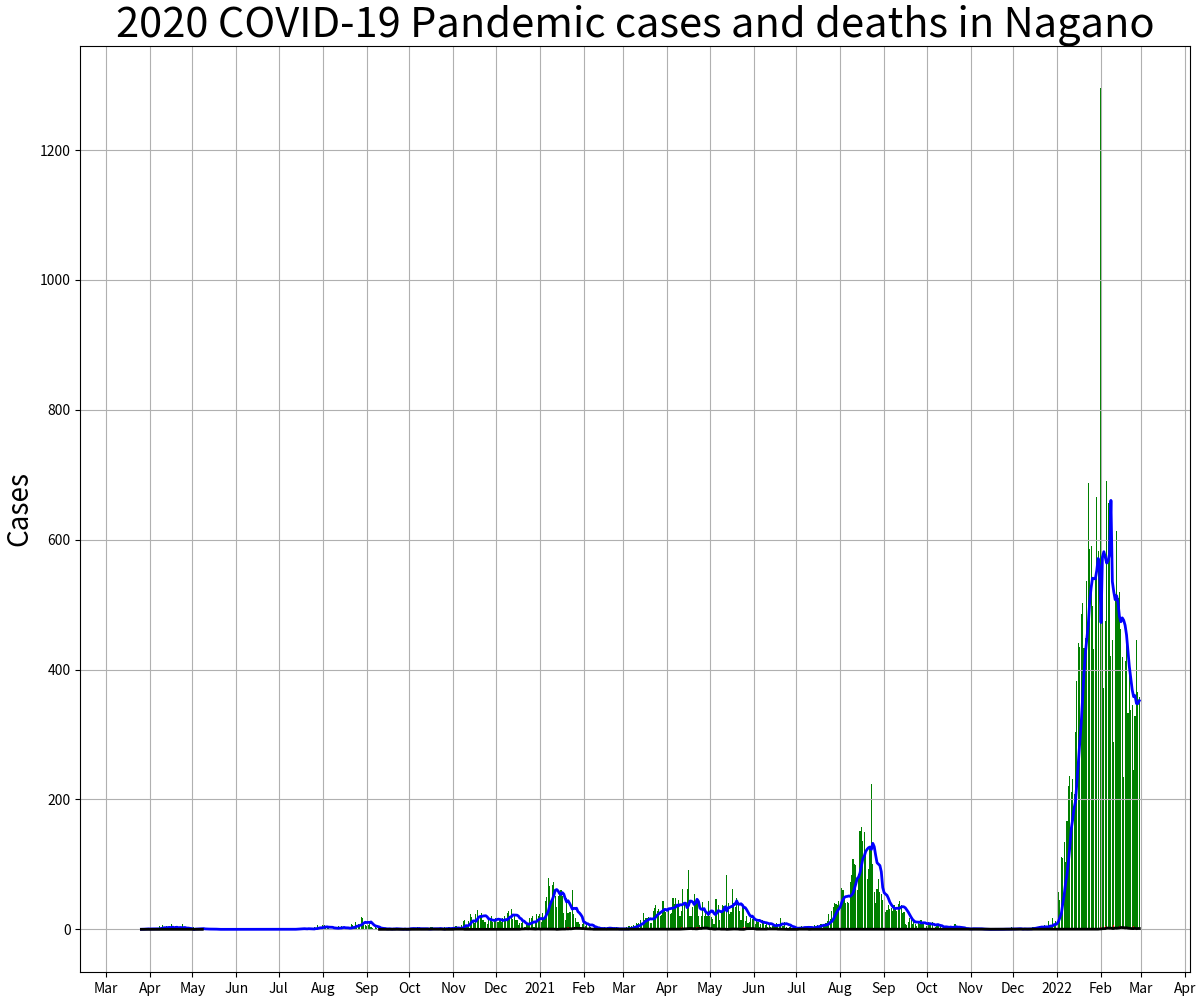 2020 COVID-19 Pandemic cases and deaths in Nagano
Cases
1200
1000
800
600
400
200
0
Mar Apr May Jun Jul Aug Sep Oct Nov Dec 2021 Feb Mar Apr May Jun Jul Aug Sep Oct Nov Dec 2022 Feb Mar Apr